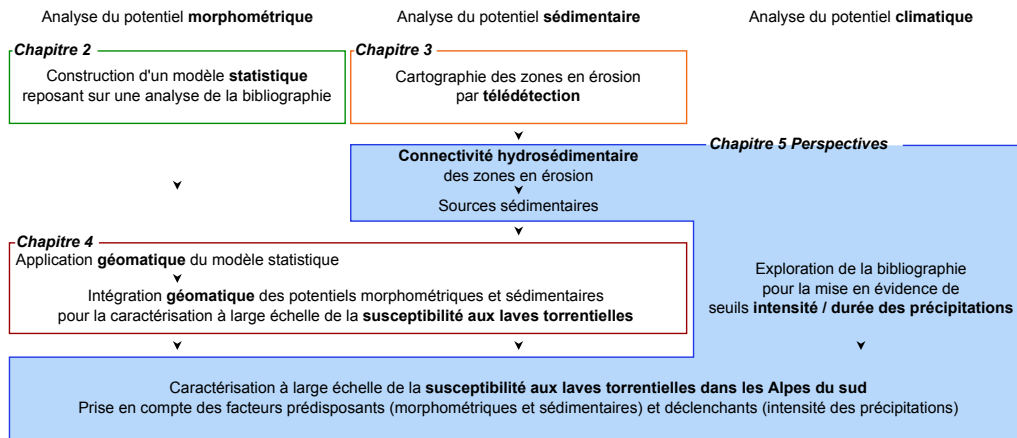 Analyse du potentiel morphométrique
Analyse du potentiel sédimentaire
Analyse du potentiel climatique
Chapitre 2
Construction d'un modèle statistique
reposant sur une analyse de la bibliographie
Chapitre 3
Cartographie des zones en érosion
par télédétection
Chapitre 5 Perspectives
Connectivité hydrosédimentaire
des zones en érosion
Sources sédimentaires
Chapitre 4
Application géomatique du modèle statistique
Intégration géomatique des potentiels morphométriques et sédimentaires
pour la caractérisation à large échelle de la susceptibilité aux laves torrentielles
Exploration de la bibliographie
pour la mise en évidence de
seuils intensité / durée des précipitations
Caractérisation à large échelle de la susceptibilité aux laves torrentielles dans les Alpes du sud
Prise en compte des facteurs prédisposants (morphométriques et sédimentaires) et déclenchants (intensité des précipitations)